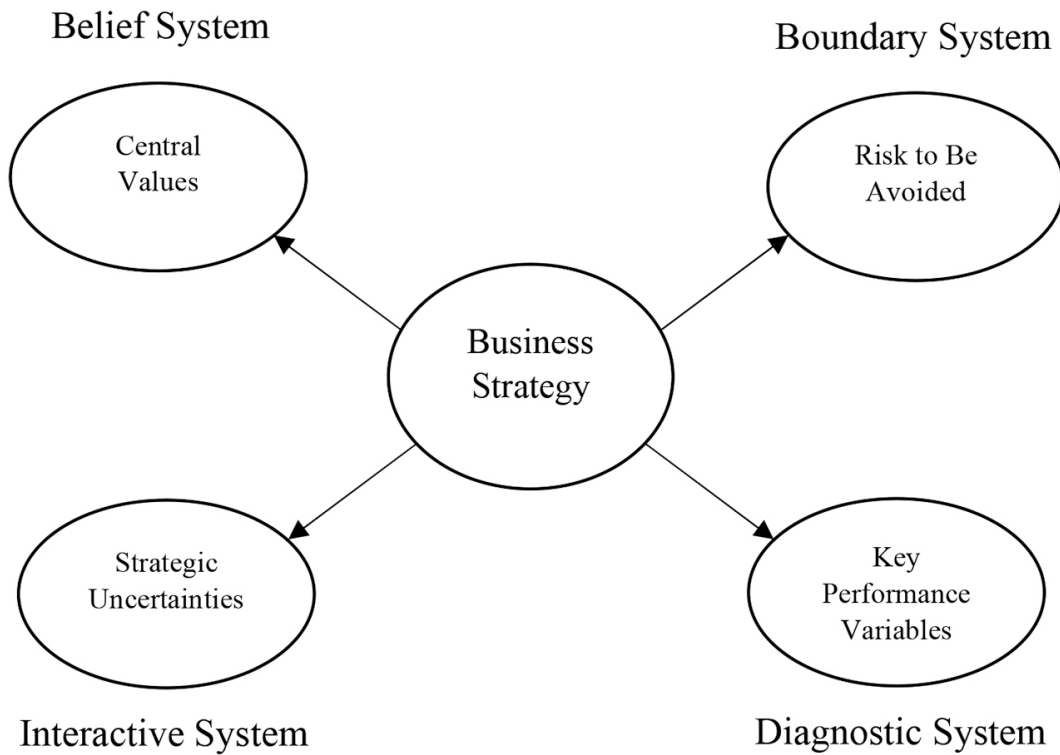 Belief System
Boundary System
Central
Values
Risk to Be
Avoided
Business
Strategy
Strategic
Uncertainties
Key
Performance
Variables
Interactive System
Diagnostic System